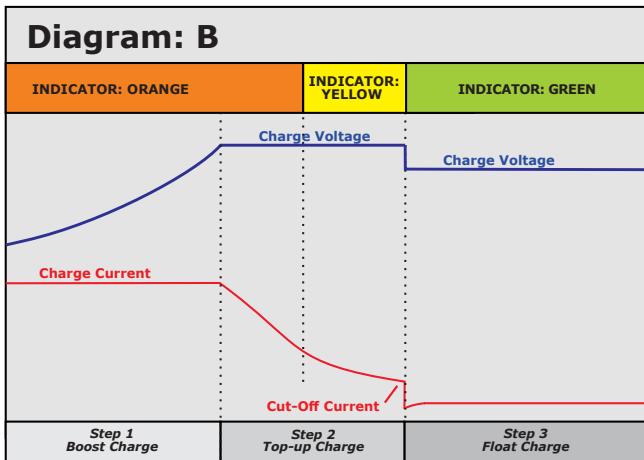 Diagram: B
INDICATOR: ORANGE
INDICATOR:
YELLOW
INDICATOR: GREEN
Charge Voltage
Charge Voltage
Charge Current
Cut-Off Current
Step 1
Boost Charge
Step 2
Top-up Charge
Step 3
Float Charge